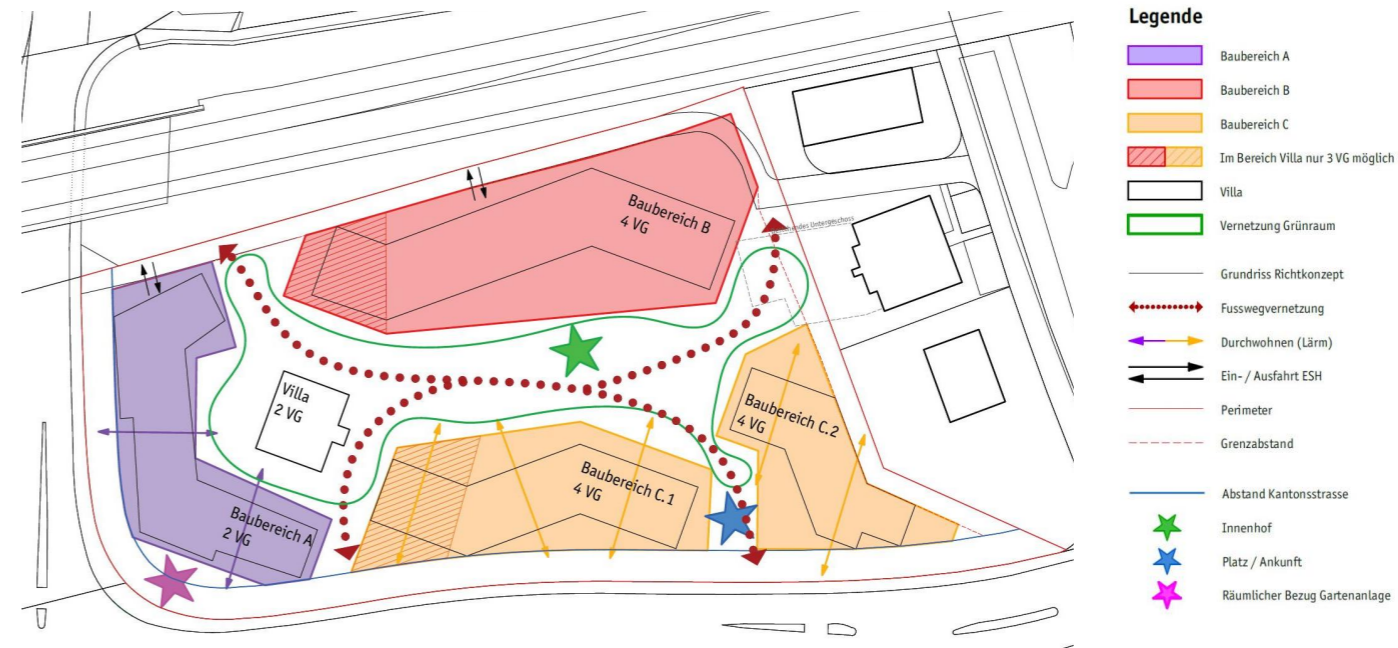 Legende
Baubereich A
Baubereich B
Baubereich C
Im Bereich Villa nur 3 VG möglich
Villa
Vernetzung Grünraum
Grundriss Richtkonzept
Fusswegvernetzung
Durchwohnen (Lärm)
Ein- / Ausfahrt ESH
Perimeter
Grenzabstand
Abstand Kantonsstrasse
Innenhof
Platz / Ankunft
Räumlicher Bezug Gartenanlage
Baubereich B
4 VG
Untergeschoss
Villa
2 VG
Baubereich C.2
4 VG
Baubereich C.1
4 VG
Baubereich A
2 VG